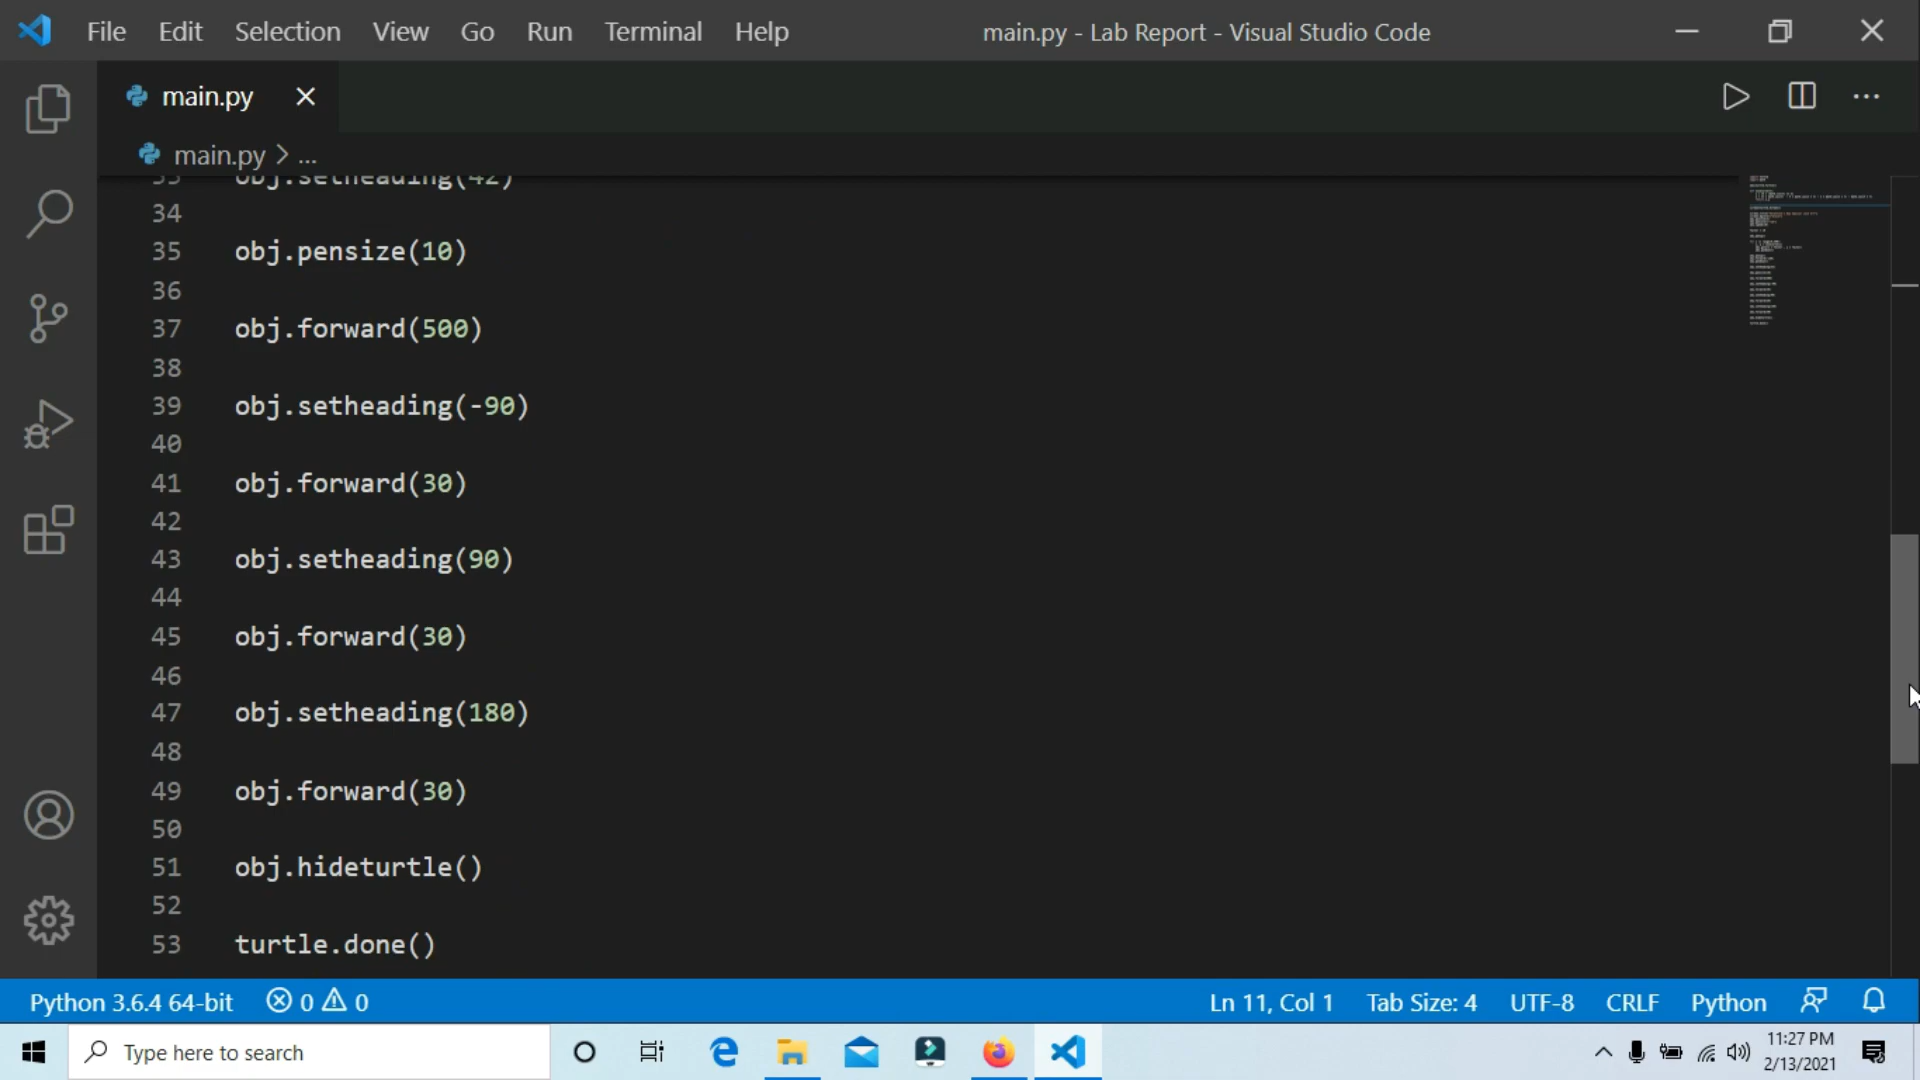 File Edit Selection View Go Run Terminal Help main.py - Lab Report - Visual Studio Code
main.py
main.py > ...
33 obj.setheading(42)
34
35 obj.pensize(10)
36
37 obj.forward(500)
38
39 obj.setheading(-90)
40
41 obj.forward(30)
42
43 obj.setheading(90)
44
45 obj.forward(30)
46
47 obj.setheading(180)
48
49 obj.forward(30)
50
51 obj.hideturtle()
52
53 turtle.done()
Python 3.6.4 64-bit 0 0 Ln 11, Col 1 Tab Size: 4 UTF-8 CRLF Python
Type here to search
11:27 PM
2/13/2021